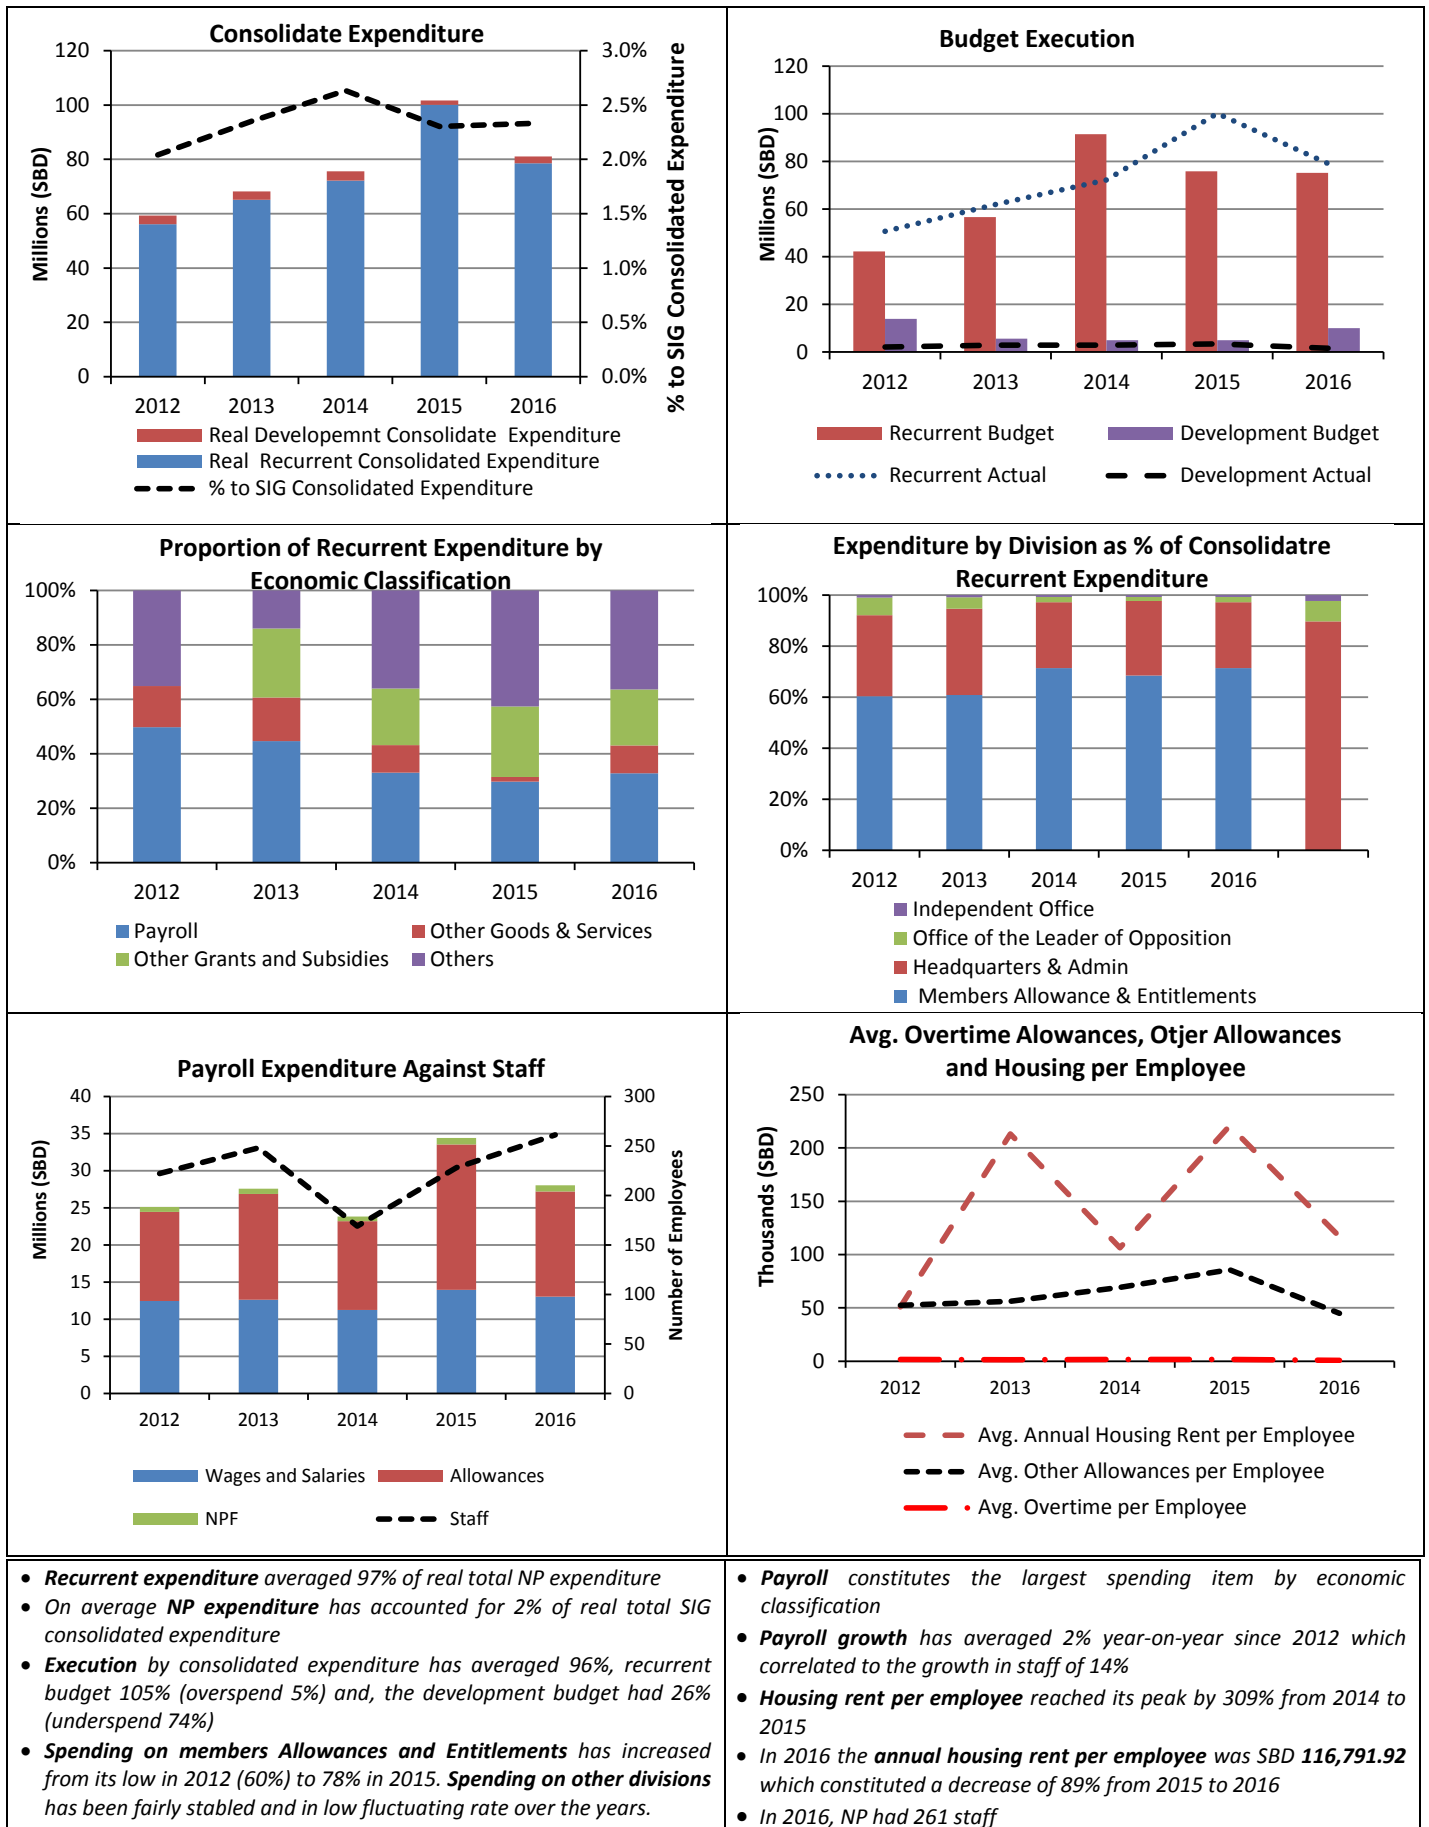 Consolidate Expenditure
120
100
80
60
40
20
0
Millions (SBD)
3.0%
2.5%
2.0%
1.5%
1.0%
0.5%
0.0%
% to SIG Consolidated Expenditure
2012 2013 2014 2015 2016
Real Developemnt Consolidate Expenditure
Real Recurrent Consolidated Expenditure
% to SIG Consolidated Expenditure
Budget Execution
120
100
80
60
40
20
0
Millions (SBD)
2012 2013 2014 2015 2016
Recurrent Budget Development Budget
Recurrent Actual Development Actual
Proportion of Recurrent Expenditure by
Economic Classification
100%
80%
60%
40%
20%
0%
2012 2013 2014 2015 2016
Payroll Other Goods & Services
Other Grants and Subsidies Others
Expenditure by Division as % of Consolidatre
Recurrent Expenditure
100%
80%
60%
40%
20%
0%
2012 2013 2014 2015 2016
Independent Office
Office of the Leader of Opposition
Headquarters & Admin
Members Allowance & Entitlements
Payroll Expenditure Against Staff
40
35
30
25
20
15
10
5
0
Millions (SBD)
300
250
200
150
100
50
0
Number of Employees
2012 2013 2014 2015 2016
Wages and Salaries Allowances
NPF Staff
Avg. Overtime Alowances, Otjer Allowances
and Housing per Employee
250
200
150
100
50
0
Thousands (SBD)
2012 2013 2014 2015 2016
Avg. Annual Housing Rent per Employee
Avg. Other Allowances per Employee
Avg. Overtime per Employee
• Recurrent expenditure averaged 97% of real total NP expenditure
• On average NP expenditure has accounted for 2% of real total SIG
consolidated expenditure
• Execution by consolidated expenditure has averaged 96%, recurrent
budget 105% (overspend 5%) and, the development budget had 26%
(underspend 74%)
• Spending on members Allowances and Entitlements has increased
from its low in 2012 (60%) to 78% in 2015. Spending on other divisions
has been fairly stabled and in low fluctuating rate over the years.
• Payroll constitutes the largest spending item by economic
classification
• Payroll growth has averaged 2% year-on-year since 2012 which
correlated to the growth in staff of 14%
• Housing rent per employee reached its peak by 309% from 2014 to
2015
• In 2016 the annual housing rent per employee was SBD 116,791.92
which constituted a decrease of 89% from 2015 to 2016
• In 2016, NP had 261 staff